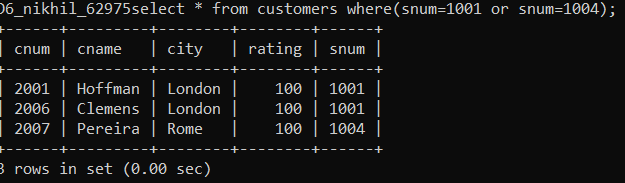 D6_nikhil_62975select * from customers where(snum=1001 or snum=1004);
+------+---------+--------+--------+------+
| cnum | cname   | city   | rating | snum |
+------+---------+--------+--------+------+
| 2001 | Hoffman | London |    100 | 1001 |
| 2006 | Clemens | London |    100 | 1001 |
| 2007 | Pereira | Rome   |    100 | 1004 |
+------+---------+--------+--------+------+
3 rows in set (0.00 sec)